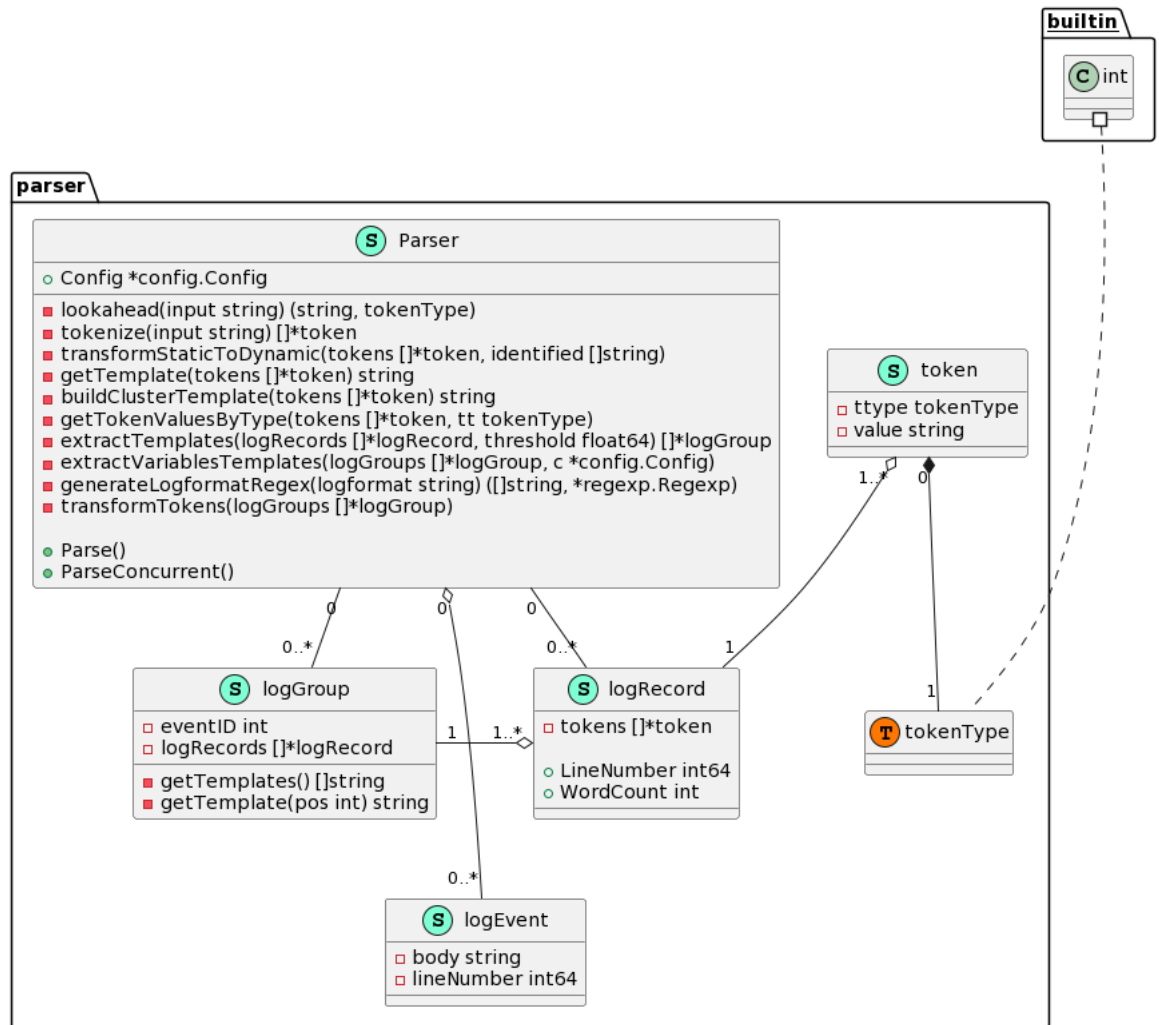 builtin
C int
parser
S Parser
Config *config.Config
lookahead(input string) (string, tokenType)
tokenize(input string) []*token
transformStaticToDynamic(tokens []*token, identified []string)
getTemplate(tokens []*token) string
buildClusterTemplate(tokens []*token) string
getTokenValuesByType(tokens []*token, tt tokenType)
extractTemplates(logRecords []*logRecord, threshold float64) []*logGroup
extractVariablesTemplates(logGroups []*logGroup, c *config.Config)
generateLogformatRegex(logformat string) ([]string, *regexp.Regexp)
transformTokens(logGroups []*logGroup)
Parse()
ParseConcurrent()
S token
ttype tokenType
value string
1..*
0
0
0
0
0..*
0..*
1
1
S logGroup
eventID int
logRecords []*logRecord
getTemplates() []string
getTemplate(pos int) string
1
1..*
S logRecord
tokens []*token
LineNumber int64
WordCount int
T tokenType
0..*
S logEvent
body string
lineNumber int64